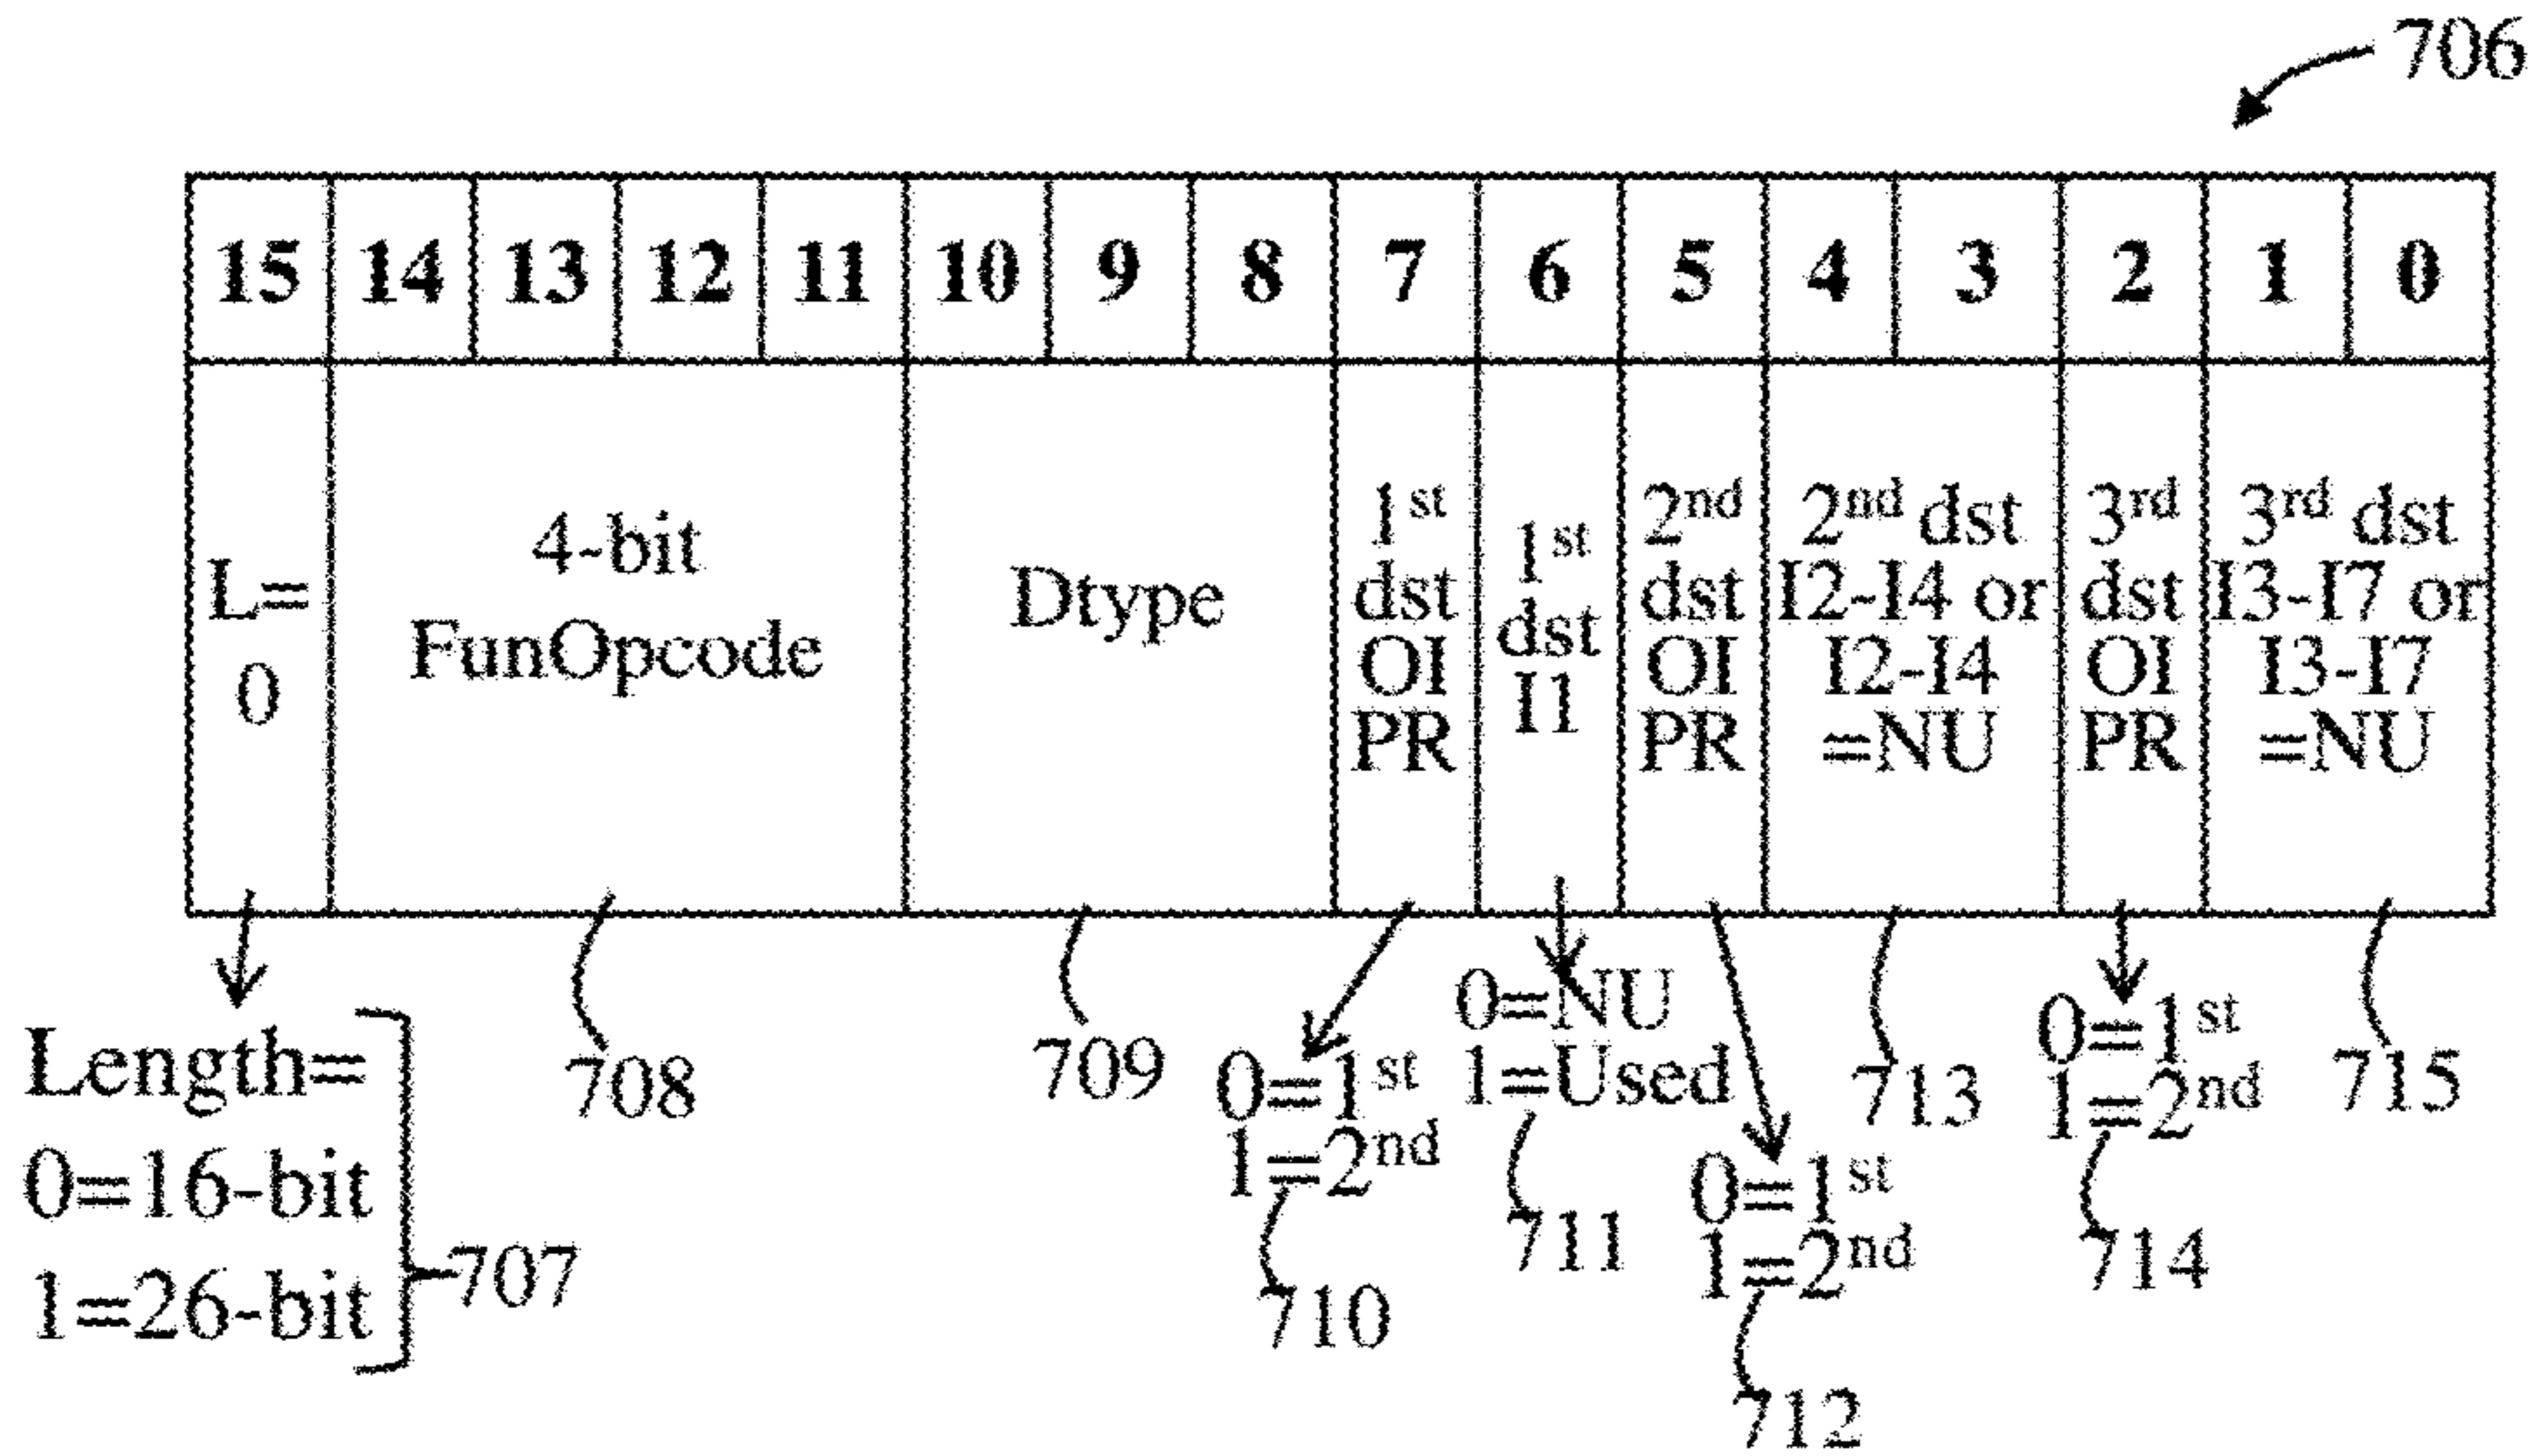 706
15 14 13 12 11 10 9 8 7 6 5 4 3 2 1 0
L=
0
4-bit
FunOpcode
Dtype
1st
dst
OI
PR
1st
dst
I1
2nd
dst
OI
PR
2nd dst
I2-I4 or
I2-I4
=NU
3rd
dst
OI
PR
3rd dst
I3-I7 or
I3-I7
=NU
Length=
0=16-bit
1=26-bit
707
708
709
0=1st
1=2nd
710
0=NU
1=Used
711
0=1st
1=2nd
712
713
0=1st
1=2nd
714
715